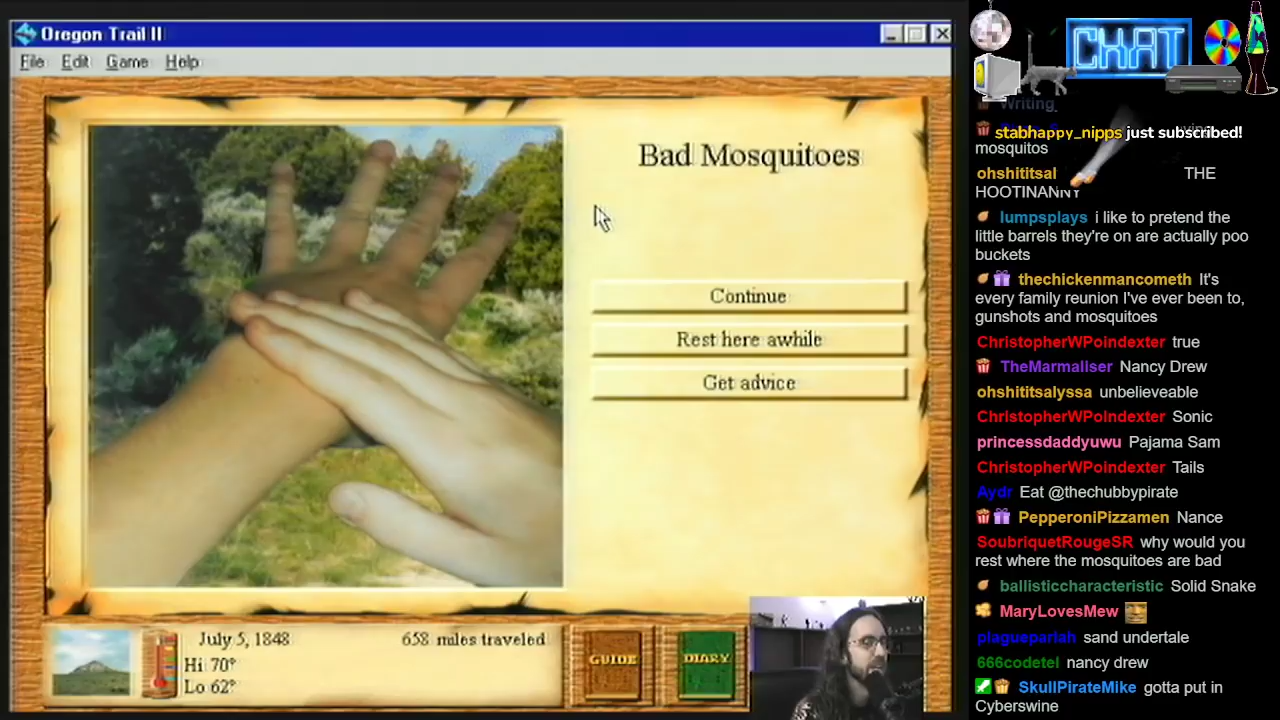 Oregon Trail II
File Edit Game Help
Bad Mosquitoes
Continue
Rest here awhile
Get advice
July 5, 1848 658 miles traveled
Hi 70°
Lo 62°
GUIDE
DIARY
CHAT
Writing
stabhappy_nipps just subscribed!
mosquitos
ohshititsal THE
HOOTINANNY
lumpsplays i like to pretend the
little barrels they're on are actually poo
buckets
thechickenmancometh It's
every family reunion I've ever been to,
gunshots and mosquitoes
ChristopherWPoindexter true
TheMarmaliser Nancy Drew
ohshititsalyssa unbelieveable
ChristopherWPoindexter Sonic
princessdaddyuwu Pajama Sam
ChristopherWPoindexter Tails
Aydr Eat @thechubbypirate
PepperoniPizzamen Nance
SoubriquetRougeSR why would you
rest where the mosquitoes are bad
ballisticcharacteristic Solid Snake
MaryLovesMew
plaguepariah sand undertale
666codetel nancy drew
SkullPirateMike gotta put in
Cyberswine